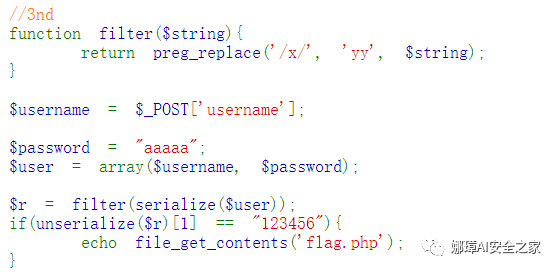 //3nd
function filter($string){
        return preg_replace('/x/', 'yy', $string);
}
$username = $_POST['username'];
$password = "aaaaa";
$user = array($username, $password);
$r = filter(serialize($user));
if(unserialize($r)[1] == "123456"){
        echo file_get_contents('flag.php');
}
娜璋AI安全之家